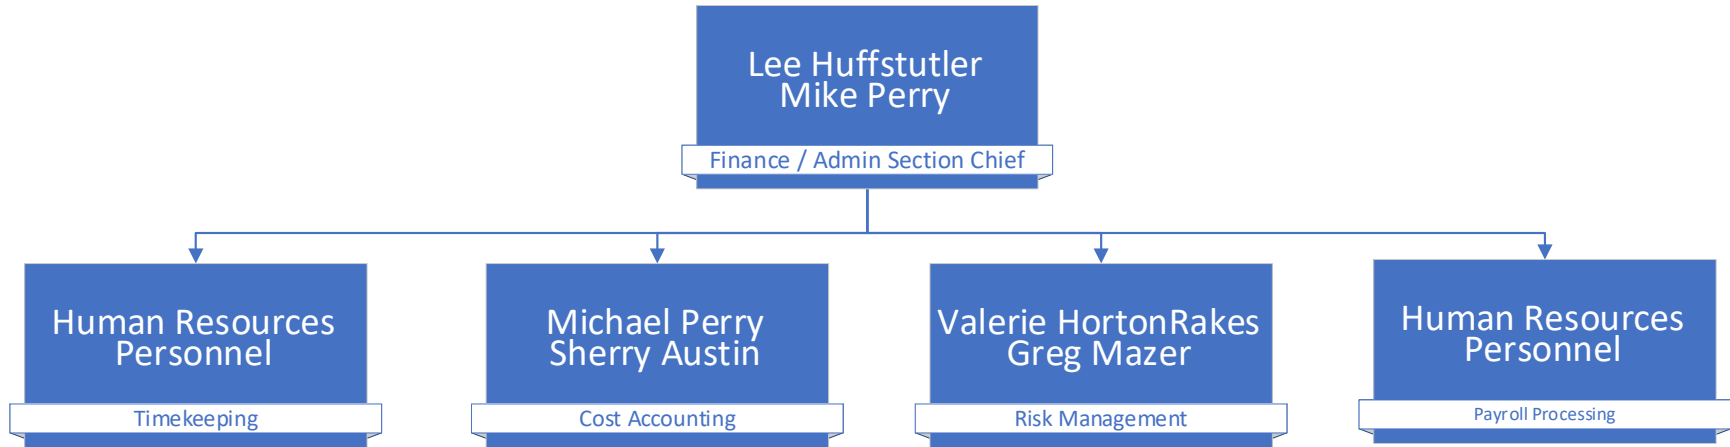 Lee Huffstutler
Mike Perry
Finance / Admin Section Chief
Human Resources
Personnel
Timekeeping
Michael Perry
Sherry Austin
Cost Accounting
Valerie HortonRakes
Greg Mazer
Risk Management
Human Resources
Personnel
Payroll Processing